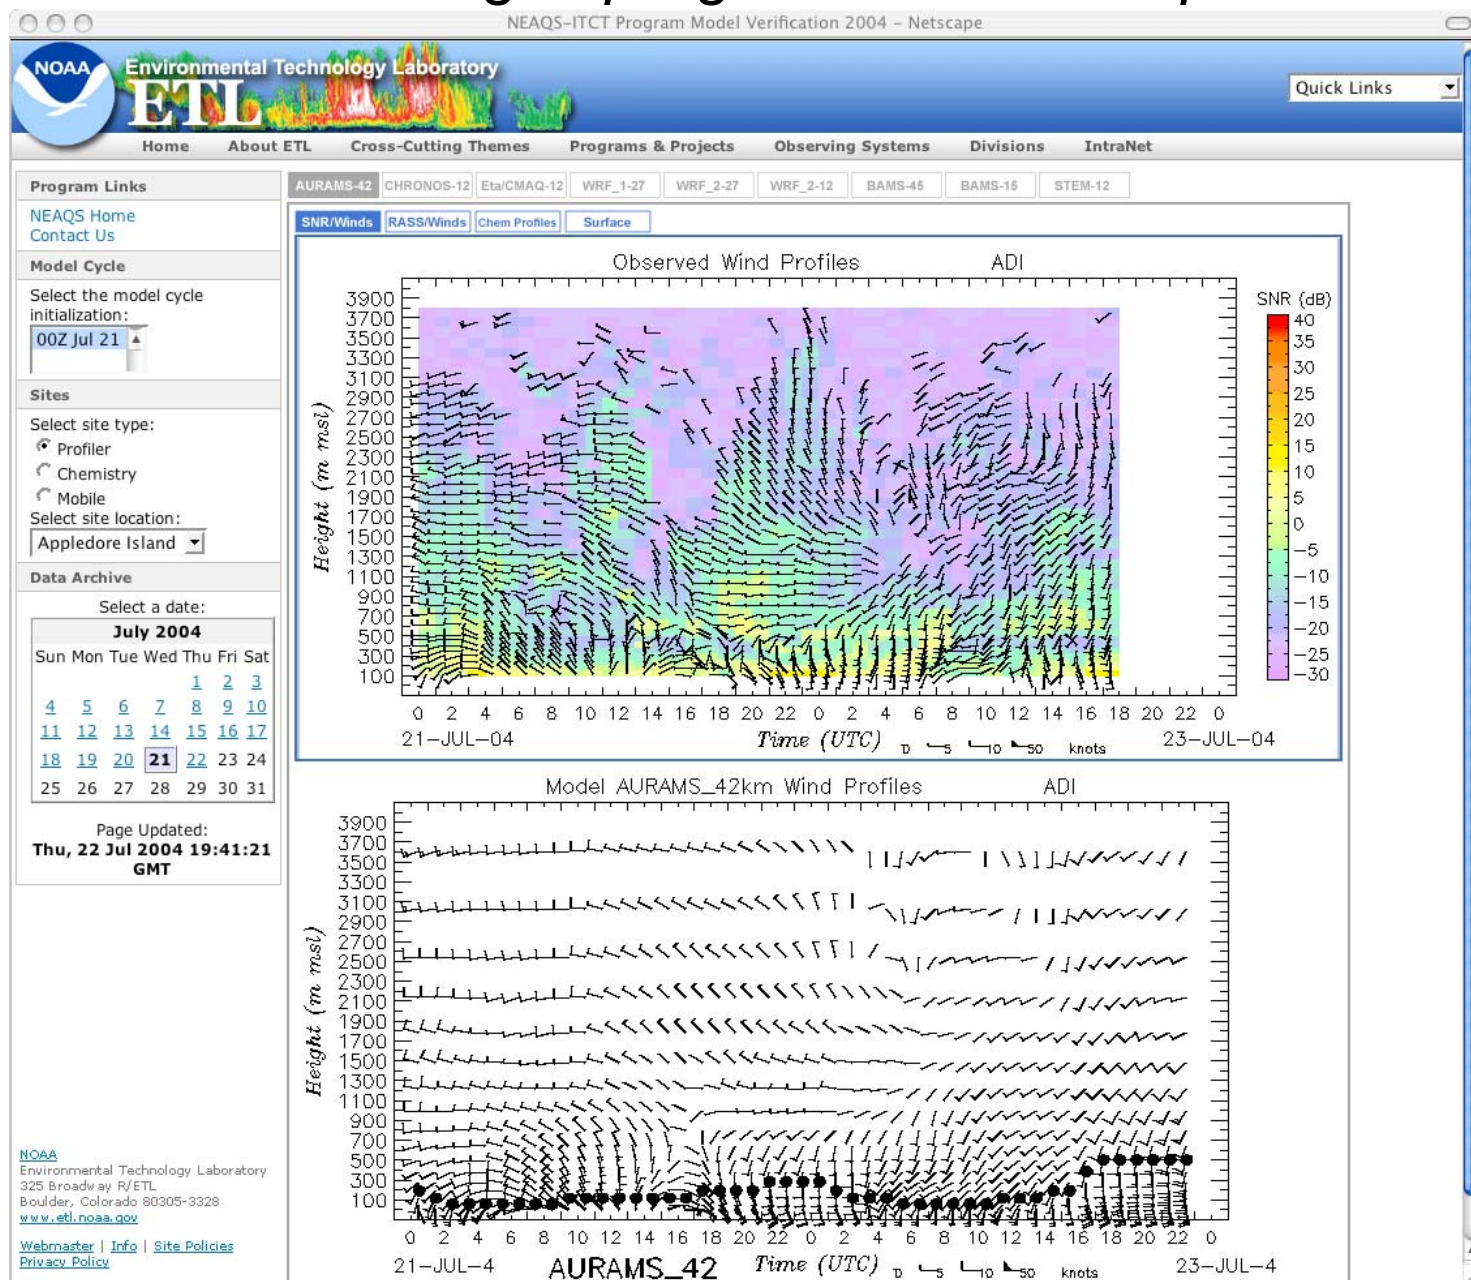 NEAQS-ITCT Program Model Verification 2004 - Netscape
NOAA
Environmental Technology Laboratory
ETL
Quick Links
Home About ETL Cross-Cutting Themes Programs & Projects Observing Systems Divisions IntraNet
Program Links
NEAQS Home
Contact Us
Model Cycle
Select the model cycle
initialization:
00Z Jul 21
Sites
Select site type:
Profiler
Chemistry
Mobile
Select site location:
Appledore Island
Data Archive
Select a date:
July 2004
Sun Mon Tue Wed Thu Fri Sat
1 2 3
4 5 6 7 8 9 10
11 12 13 14 15 16 17
18 19 20 21 22 23 24
25 26 27 28 29 30 31
Page Updated:
Thu, 22 Jul 2004 19:41:21
GMT
NOAA
Environmental Technology Laboratory
325 Broadway R/ETL
Boulder, Colorado 80305-3328
www.etl.noaa.gov
Webmaster | Info | Site Policies
Privacy Policy
AURAMS-42 CHRONOS-12 Eta/CMAQ-12 WRF_1-27 WRF_2-27 WRF_2-12 BAMS-45 BAMS-15 STEM-12
SNR/Winds RASS/Winds Chem Profiles Surface
Observed Wind Profiles ADI
SNR (dB)
40
35
30
25
20
15
10
5
0
-5
-10
-15
-20
-25
-30
Height (m msl)
3900
3700
3500
3300
3100
2900
2700
2500
2300
2100
1900
1700
1500
1300
1100
900
700
500
300
100
0 2 4 6 8 10 12 14 16 18 20 22 0 2 4 6 8 10 12 14 16 18 20 22 0
21-JUL-04 Time (UTC) 5 10 50 knots 23-JUL-04
Model AURAMS_42km Wind Profiles ADI
Height (m msl)
3900
3700
3500
3300
3100
2900
2700
2500
2300
2100
1900
1700
1500
1300
1100
900
700
500
300
100
0 2 4 6 8 10 12 14 16 18 20 22 0 2 4 6 8 10 12 14 16 18 20 22 0
21-JUL-4 AURAMS_42 Time (UTC) 5 10 50 knots 23-JUL-4